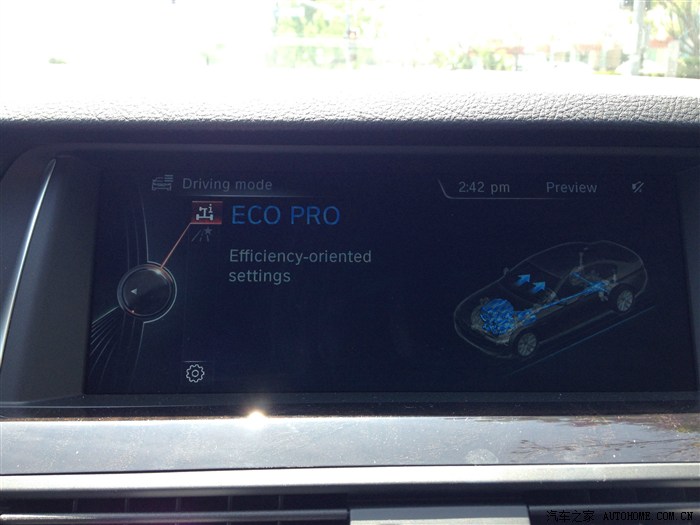 Driving mode
2:42 pm
Preview
ECO PRO
Efficiency-oriented
settings
汽车之家 AUTOHOME.COM.CN